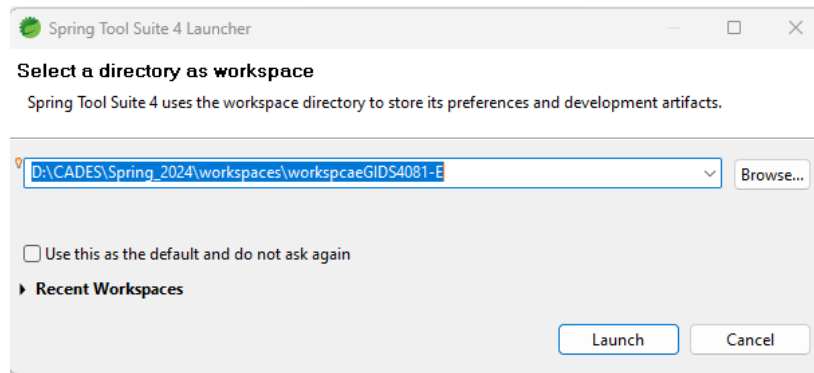 Spring Tool Suite 4 Launcher
Select a directory as workspace
Spring Tool Suite 4 uses the workspace directory to store its preferences and development artifacts.
D:\CADES\Spring_2024\workspaces\workspcaeGIDS4081-E
Browse...
Use this as the default and do not ask again
Recent Workspaces
Launch
Cancel